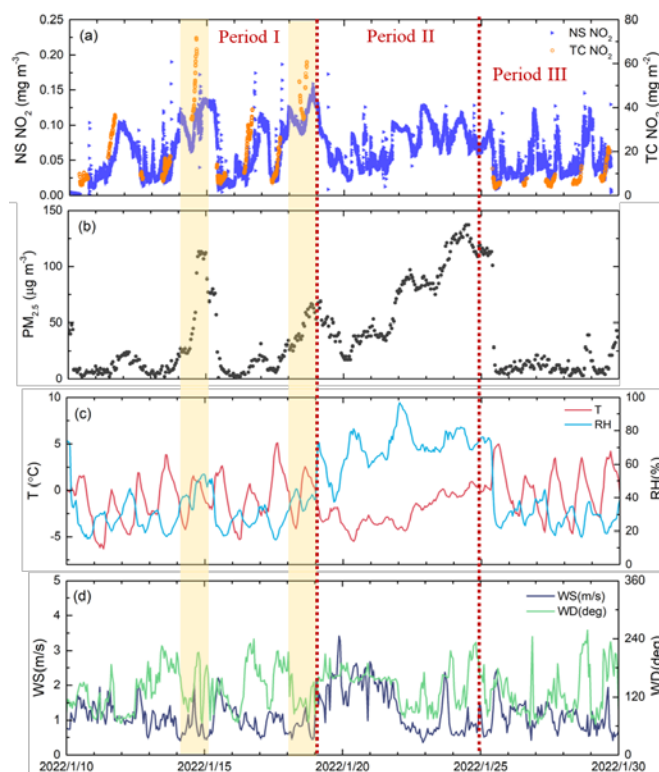 (a)
Period I
Period II
Period III
NS NO₂
TC NO₂
NS NO₂ (mg m⁻³)
0.25
0.20
0.15
0.10
0.05
0.00
TC NO₂ (mg m⁻²)
80
60
40
20
0
(b)
PM₂.₅ (μg m⁻³)
150
100
50
0
(c)
T
RH
T (°C)
10
5
0
-5
RH(%)
100
80
60
40
20
0
(d)
WS(m/s)
WD(deg)
WS(m/s)
5
4
3
2
1
0
WD(deg)
360
240
120
0
2022/1/10
2022/1/15
2022/1/20
2022/1/25
2022/1/30